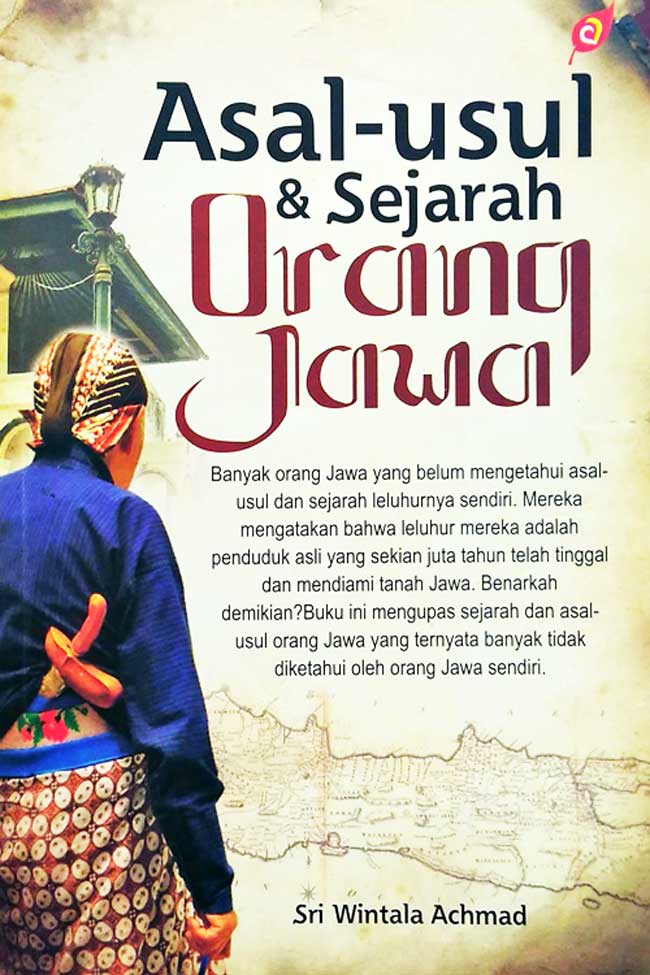 Asal-usul
& Sejarah
Orang
Jawa
Banyak orang Jawa yang belum mengetahui asal-
usul dan sejarah leluhurnya sendiri. Mereka
mengatakan bahwa leluhur mereka adalah
penduduk asli yang sekian juta tahun telah tinggal
dan mendiami tanah Jawa. Benarkah
demikian?Buku ini mengupas sejarah dan asal-
usul orang Jawa yang ternyata banyak tidak
diketahui oleh orang Jawa sendiri.
Sri Wintala Achmad